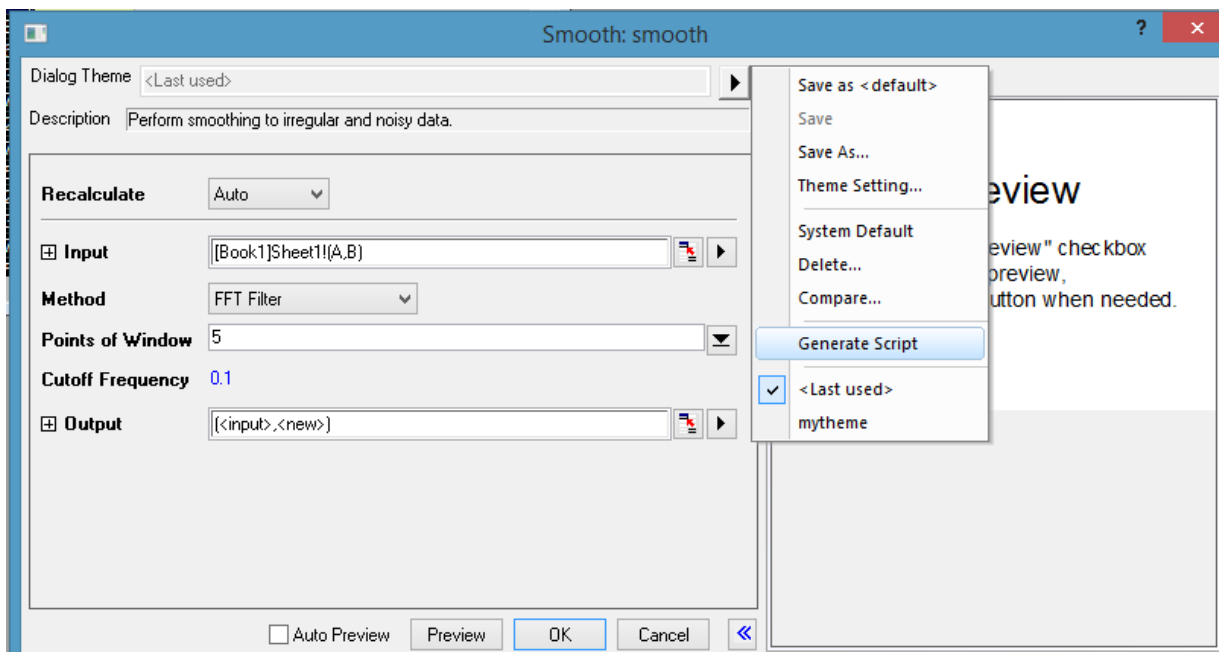 Smooth: smooth
?
×
Dialog Theme <Last used>
Description Perform smoothing to irregular and noisy data.
Recalculate Auto
Input [Book1]Sheet1!(A,B)
Method FFT Filter
Points of Window 5
Cutoff Frequency 0.1
Output (<input>,<new>)
Auto Preview Preview OK Cancel
Save as <default>
Save
Save As...
Theme Setting...
System Default
Delete...
Compare...
Generate Script
<Last used>
mytheme
eview
eview" checkbox
preview,
utton when needed.